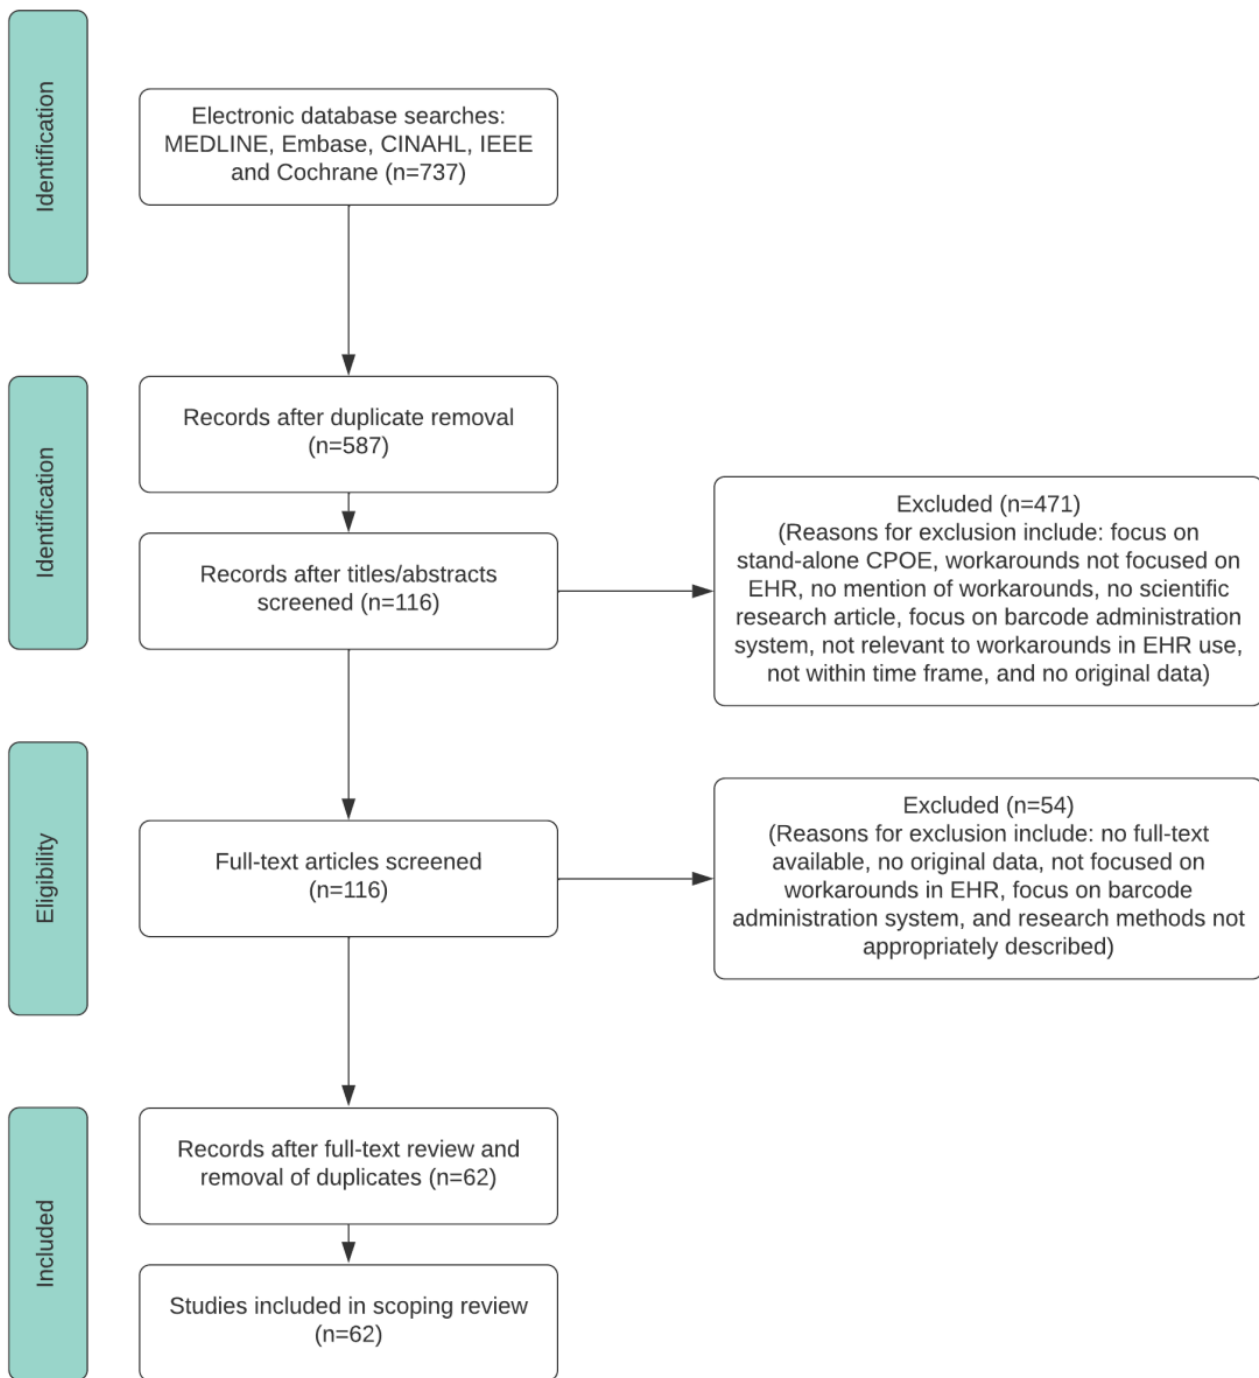 Identification
Electronic database searches:
MEDLINE, Embase, CINAHL, IEEE
and Cochrane (n=737)
Identification
Records after duplicate removal
(n=587)
Records after titles/abstracts
screened (n=116)
Excluded (n=471)
(Reasons for exclusion include: focus on
stand-alone CPOE, workarounds not focused on
EHR, no mention of workarounds, no scientific
research article, focus on barcode administration
system, not relevant to workarounds in EHR use,
not within time frame, and no original data)
Eligibility
Full-text articles screened
(n=116)
Excluded (n=54)
(Reasons for exclusion include: no full-text
available, no original data, not focused on
workarounds in EHR, focus on barcode
administration system, and research methods not
appropriately described)
Included
Records after full-text review and
removal of duplicates (n=62)
Studies included in scoping review
(n=62)